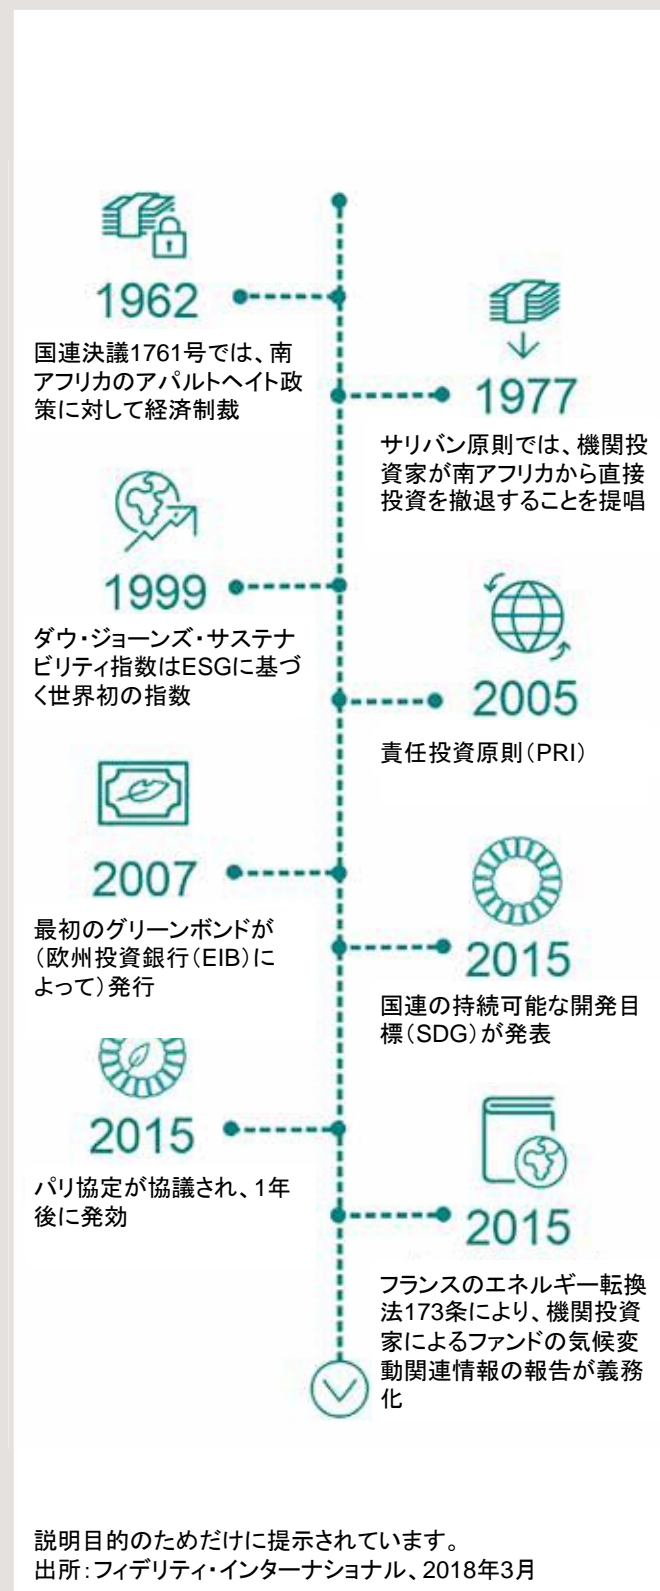 1962
国連決議1761号では、南
アフリカのアパルトヘイト政
策に対して経済制裁
1977
サリバン原則では、機関投
資家が南アフリカから直接
投資を撤退することを提唱
1999
ダウ・ジョーンズ・サステナ
ビリティ指数はESGに基づ
く世界初の指数
2005
責任投資原則（PRI）
2007
最初のグリーンボンドが
（欧州投資銀行（EIB）に
よって）発行
2015
国連の持続可能な開発目
標（SDG）が発表
2015
パリ協定が協議され、1年
後に発効
2015
フランスのエネルギー転換
法173条により、機関投資
家によるファンドの気候変
動関連情報の報告が義務
化
説明目的のためだけに提示されています。
出所：フィデリティ・インターナショナル、2018年3月